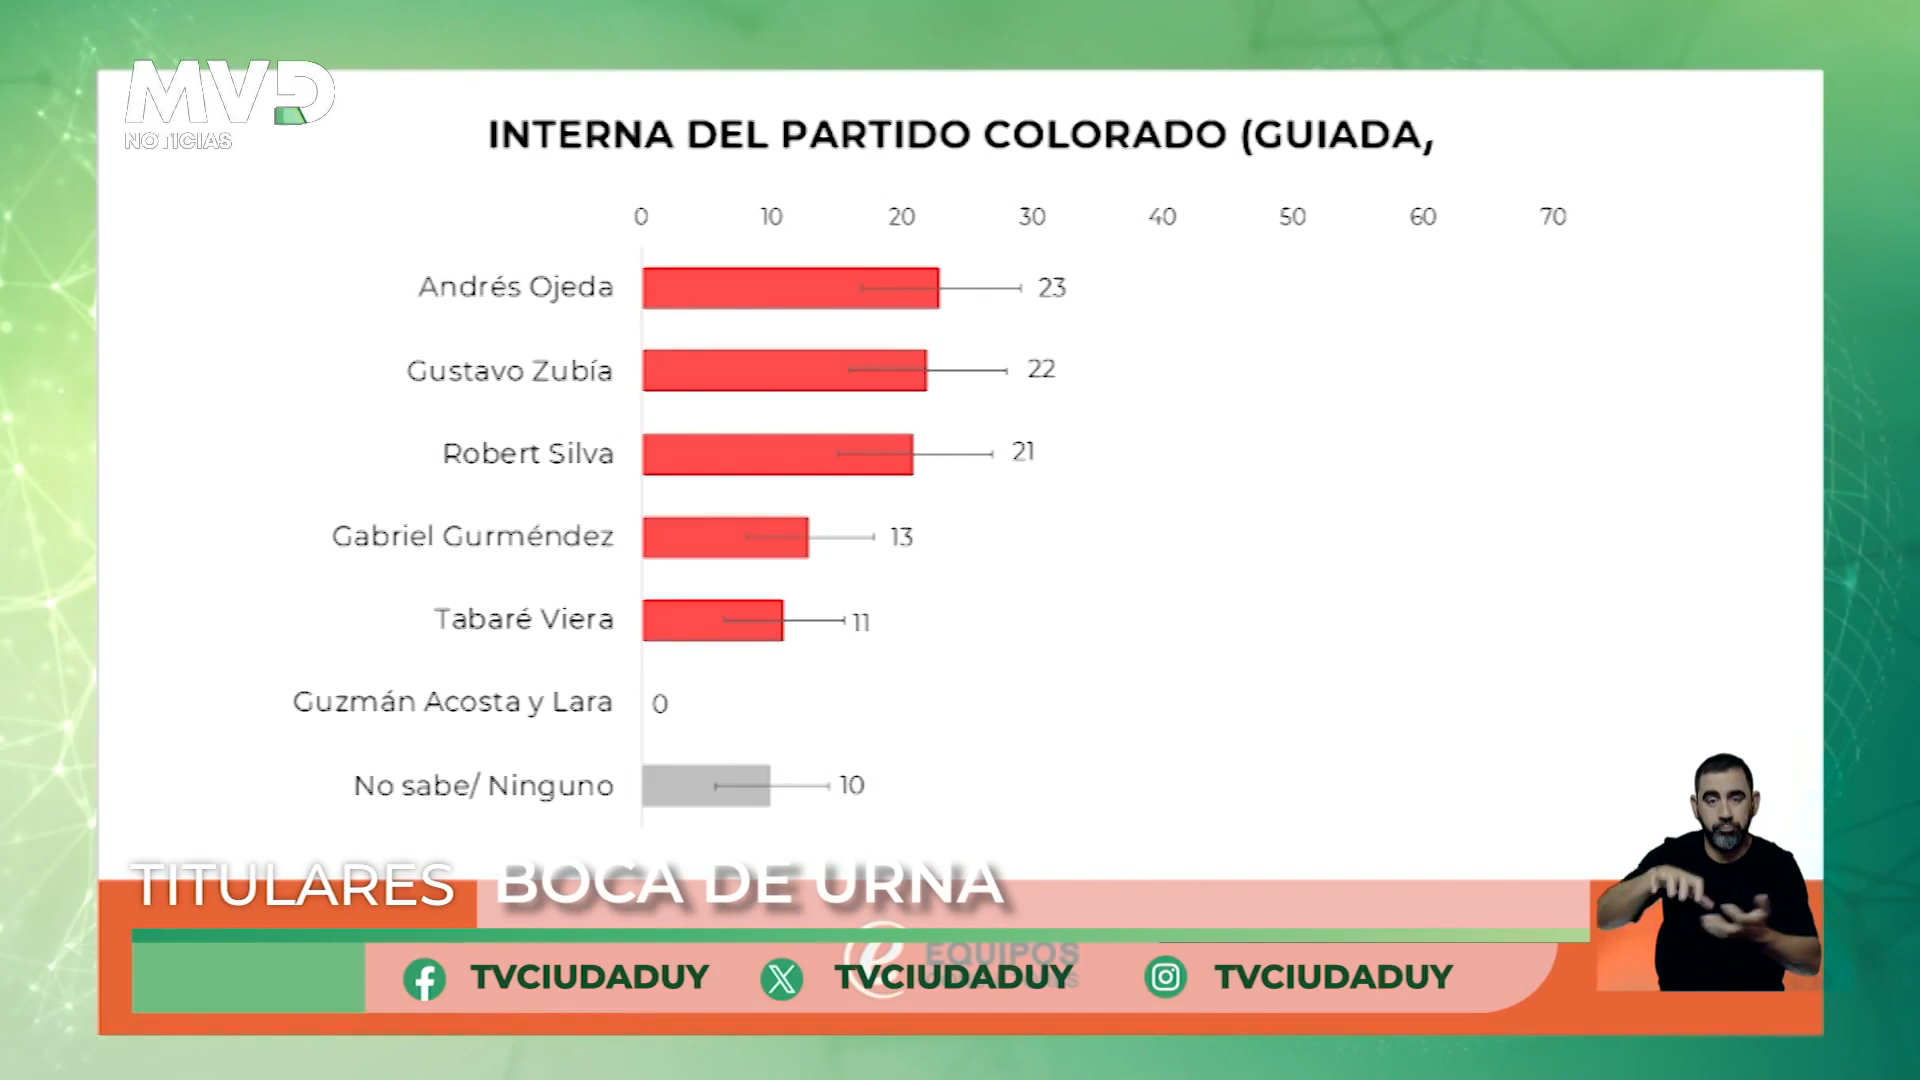 MVD
NOTICIAS
INTERNA DEL PARTIDO COLORADO (GUIADA,
0 10 20 30 40 50 60 70
Andrés Ojeda 23
Gustavo Zubía 22
Robert Silva 21
Gabriel Gurméndez 13
Tabaré Viera 11
Guzmán Acosta y Lara 0
No sabe/ Ninguno 10
TITULARES BOCA DE URNA
EQUIPOS
TVCIUDADUY TVCIUDADUY TVCIUDADUY